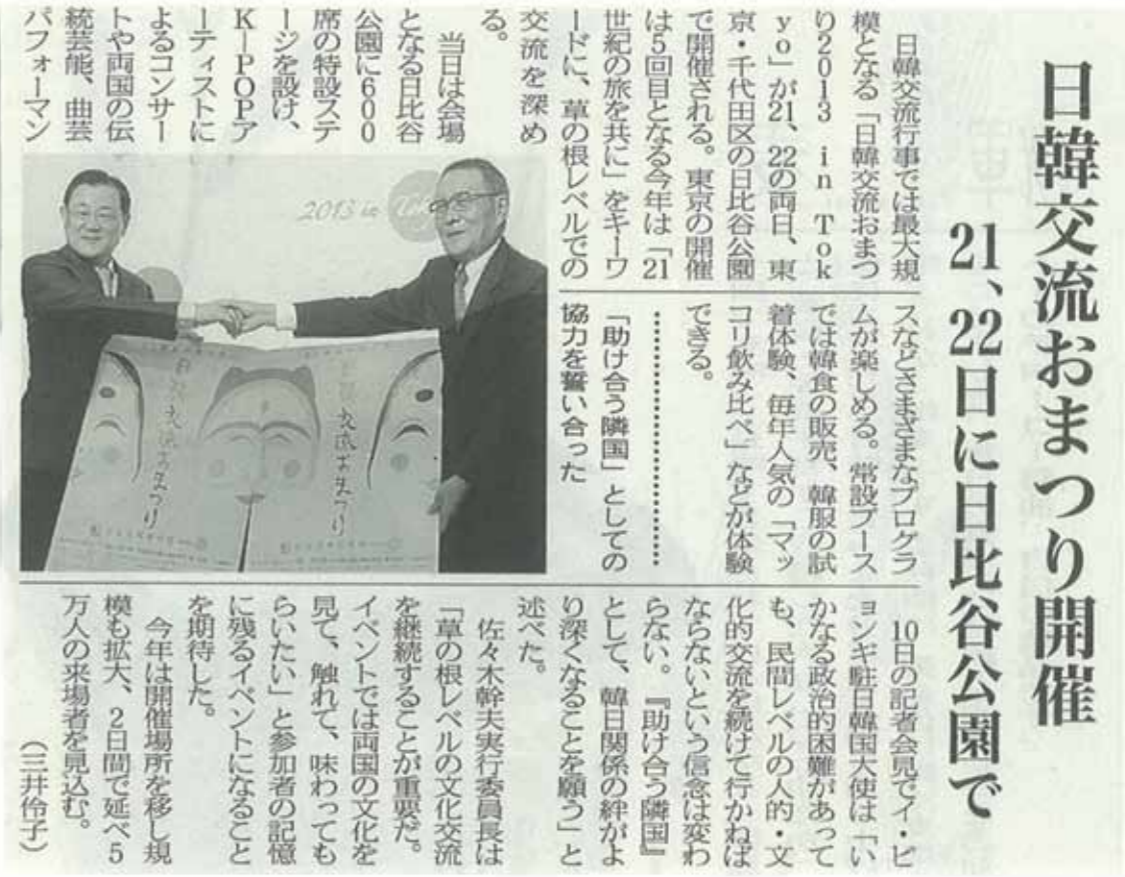 日韓交流おまつり開催
21、22日に日比谷公園で
日韓交流行事では最大規
模となる「日韓交流おまつ
り2013 in Tok
yo」が21、22の両日、東
京・千代田区の日比谷公園
で開催される。東京の開催
は5回目となる今年は「21
世紀の旅を共に」をキーワ
ードに、草の根レベルでの
交流を深め
る。
当日は会場
となる日比谷
公園に600
席の特設ステ
ージを設け、
K―POPア
ーティストに
よるコンサー
トや両国の伝
統芸能、曲芸
パフォーマン
スなどさまざまなプログラ
ムが楽しめる。常設ブース
では韓食の販売、韓服の試
着体験、毎年人気の「マッ
コリ飲み比べ」などが体験
できる。
「助け合う隣国」としての
協力を誓い合った
2013 in
日韓交流おまつり
交流おまつり
10日の記者会見でイ・ビ
ョンギ駐日韓国大使は「い
かなる政治的困難があって
も、民間レベルの人的・文
化的交流を続けて行かねば
ならないという信念は変わ
らない。『助け合う隣国』
として、韓日関係の絆がよ
り深くなることを願う」と
述べた。
佐々木幹夫実行委員長は
「草の根レベルの文化交流
を継続することが重要だ。
イベントでは両国の文化を
見て、触れて、味わっても
らいたい」と参加者の記憶
に残るイベントになること
を期待した。
今年は開催場所を移し規
模も拡大、2日間で延べ5
万人の来場者を見込む。
(三井伶子)